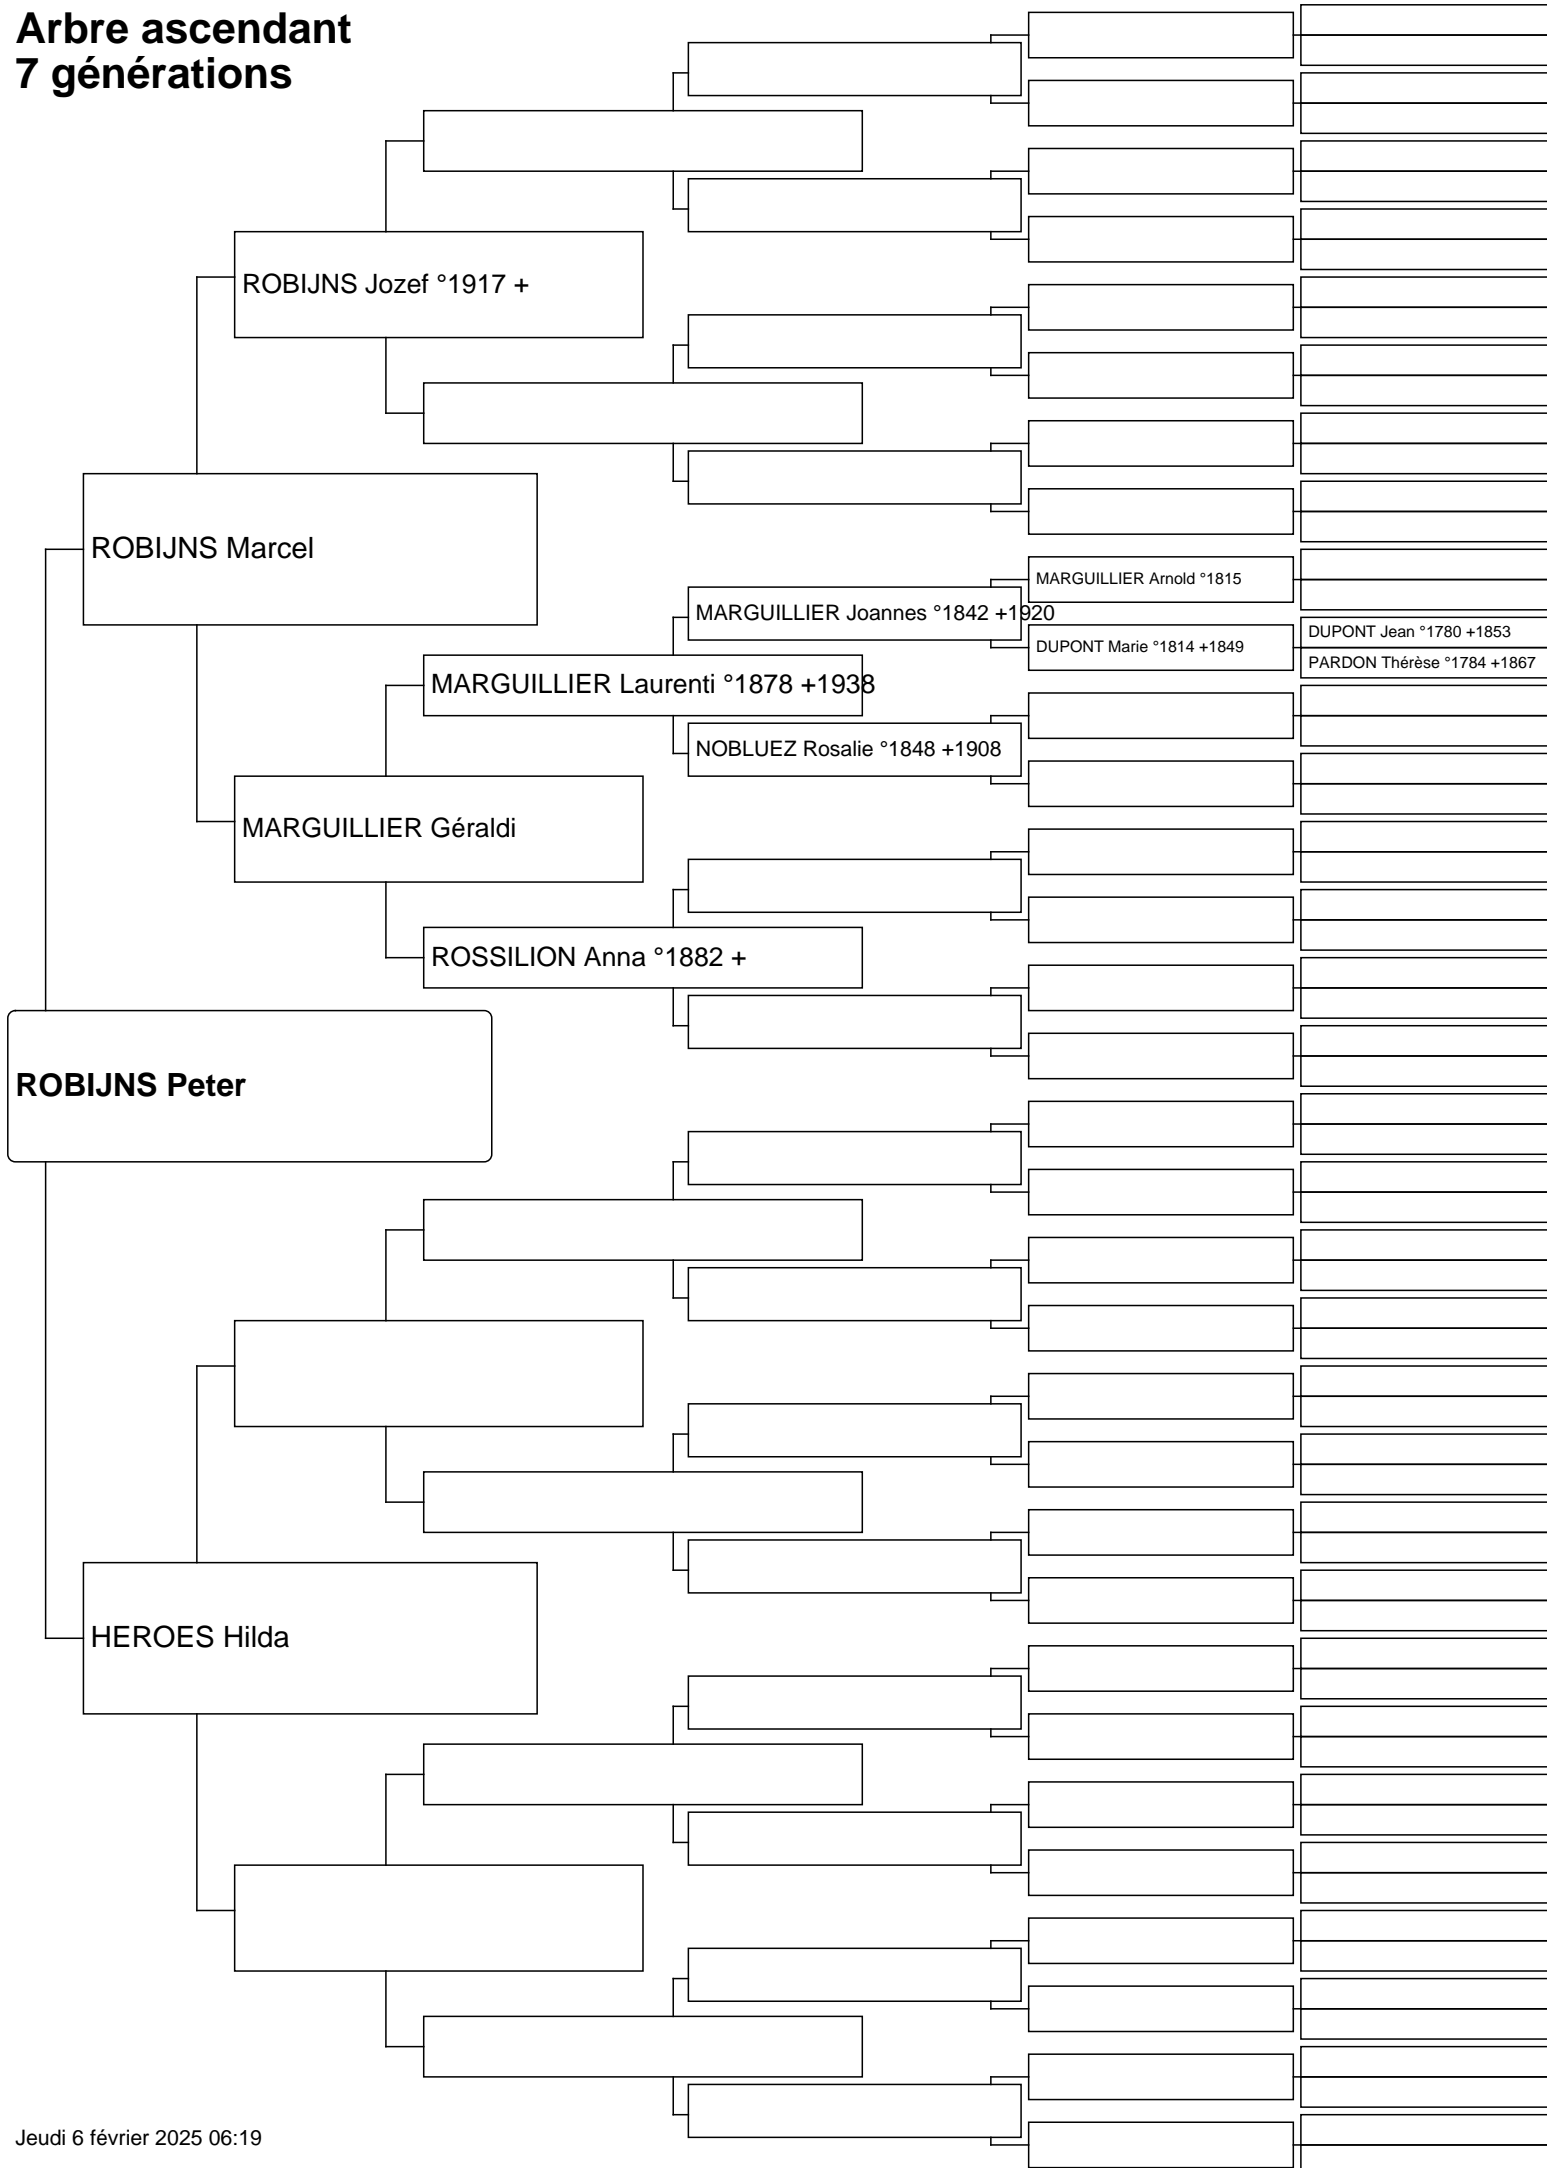 Arbre ascendant
7 générations
ROBIJNS Jozef °1917 +
ROBIJNS Marcel
MARGUILLIER Arnold °1815
MARGUILLIER Joannes °1842 +1920
DUPONT Jean °1780 +1853
DUPONT Marie °1814 +1849
PARDON Thérèse °1784 +1867
MARGUILLIER Laurenti °1878 +1938
NOBLUEZ Rosalie °1848 +1908
MARGUILLIER Géraldi
ROSSILION Anna °1882 +
ROBIJNS Peter
HEROES Hilda
Jeudi 6 février 2025 06:19